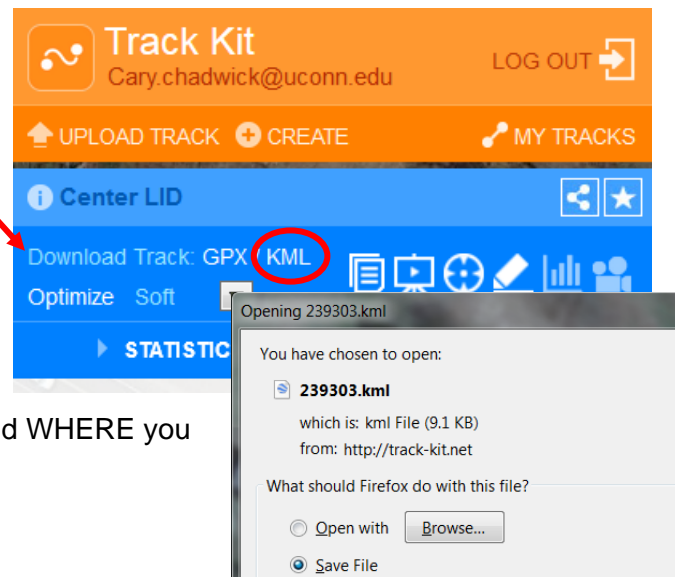 Track Kit
Cary.chadwick@uconn.edu
LOG OUT
UPLOAD TRACK CREATE MY TRACKS
Center LID
Download Track: GPX / KML
Optimize Soft
STATISTIC
Opening 239303.kml
You have chosen to open:
239303.kml
which is: kml File (9.1 KB)
from: http://track-kit.net
d WHERE you
What should Firefox do with this file?
Open with Browse...
Save File